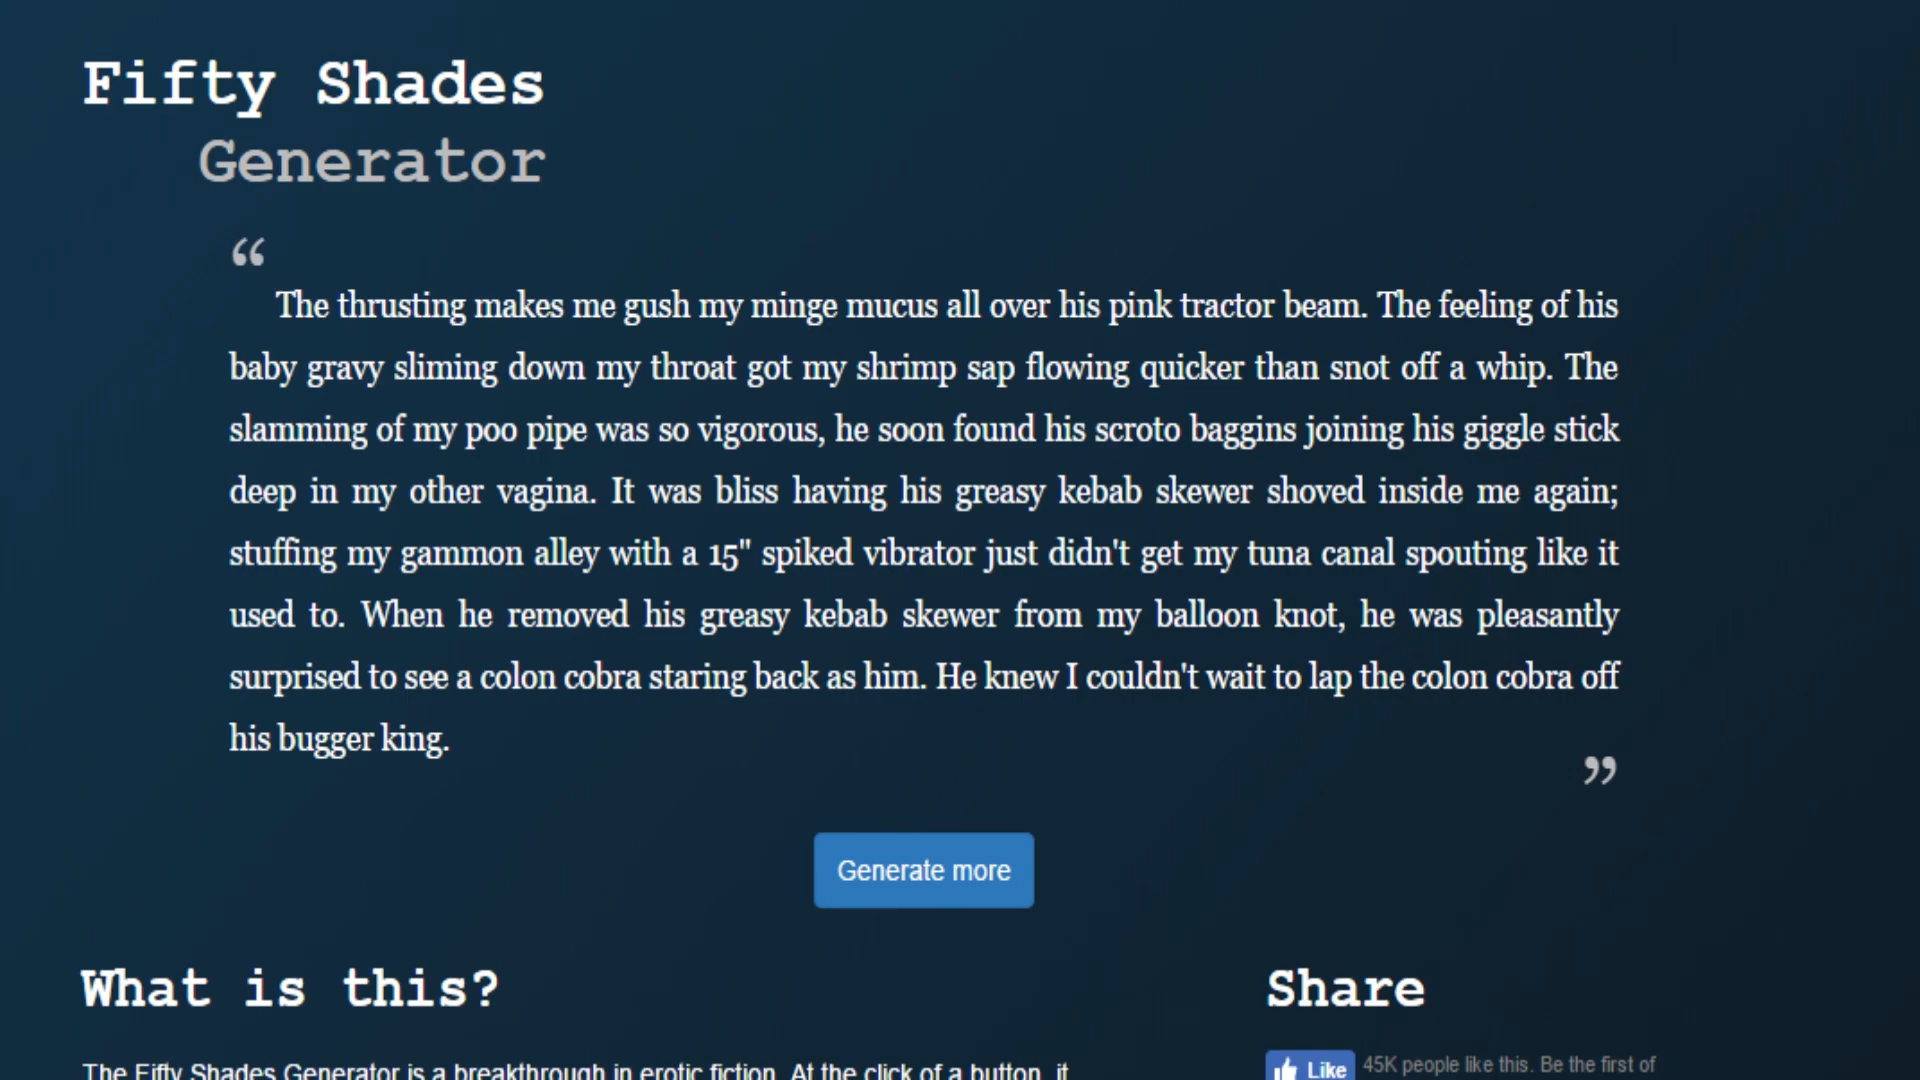 Fifty Shades
Generator
“
The thrusting makes me gush my minge mucus all over his pink tractor beam. The feeling of his
baby gravy sliming down my throat got my shrimp sap flowing quicker than snot off a whip. The
slamming of my poo pipe was so vigorous, he soon found his scroto baggins joining his giggle stick
deep in my other vagina. It was bliss having his greasy kebab skewer shoved inside me again;
stuffing my gammon alley with a 15" spiked vibrator just didn't get my tuna canal spouting like it
used to. When he removed his greasy kebab skewer from my balloon knot, he was pleasantly
surprised to see a colon cobra staring back as him. He knew I couldn't wait to lap the colon cobra off
his bugger king.
”
Generate more
What is this?
The Fifty Shades Generator is a breakthrough in erotic fiction. At the click of a button, it
Share
Like 45K people like this. Be the first of